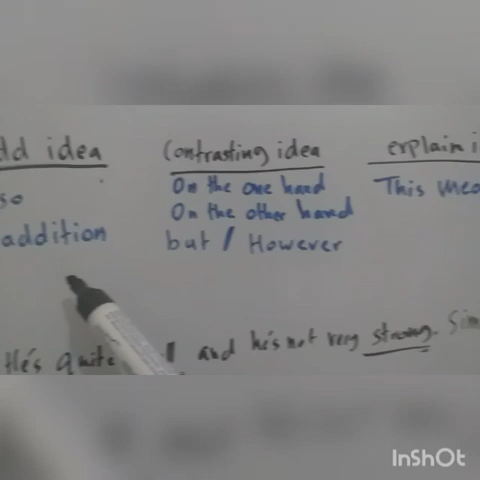 dd idea
Contrasting idea
explain i
so
On the one hand
This mea
On the other hand
addition
but / However
He's quite and he's not very strong. Sim
InShOt